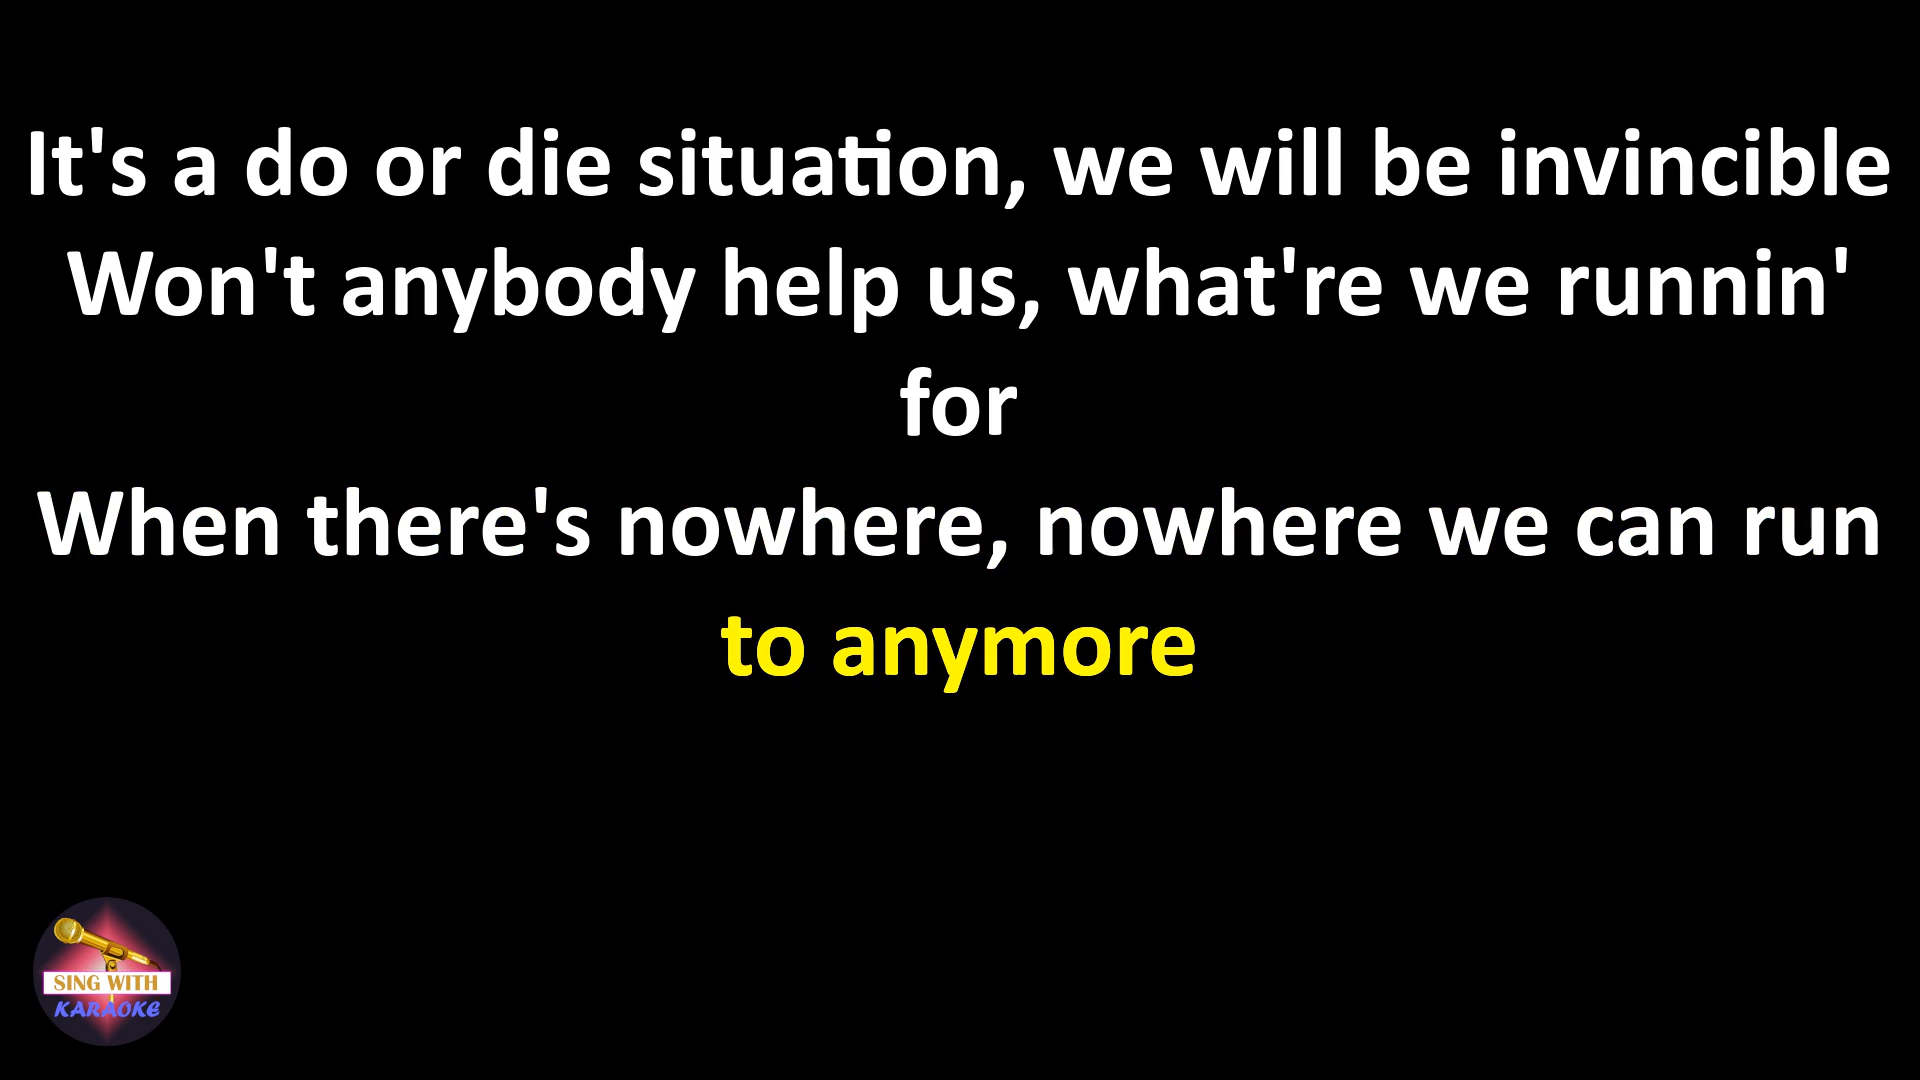 It's a do or die situation, we will be invincible
Won't anybody help us, what're we runnin'
for
When there's nowhere, nowhere we can run
to anymore
SING WITH
KARAOKE